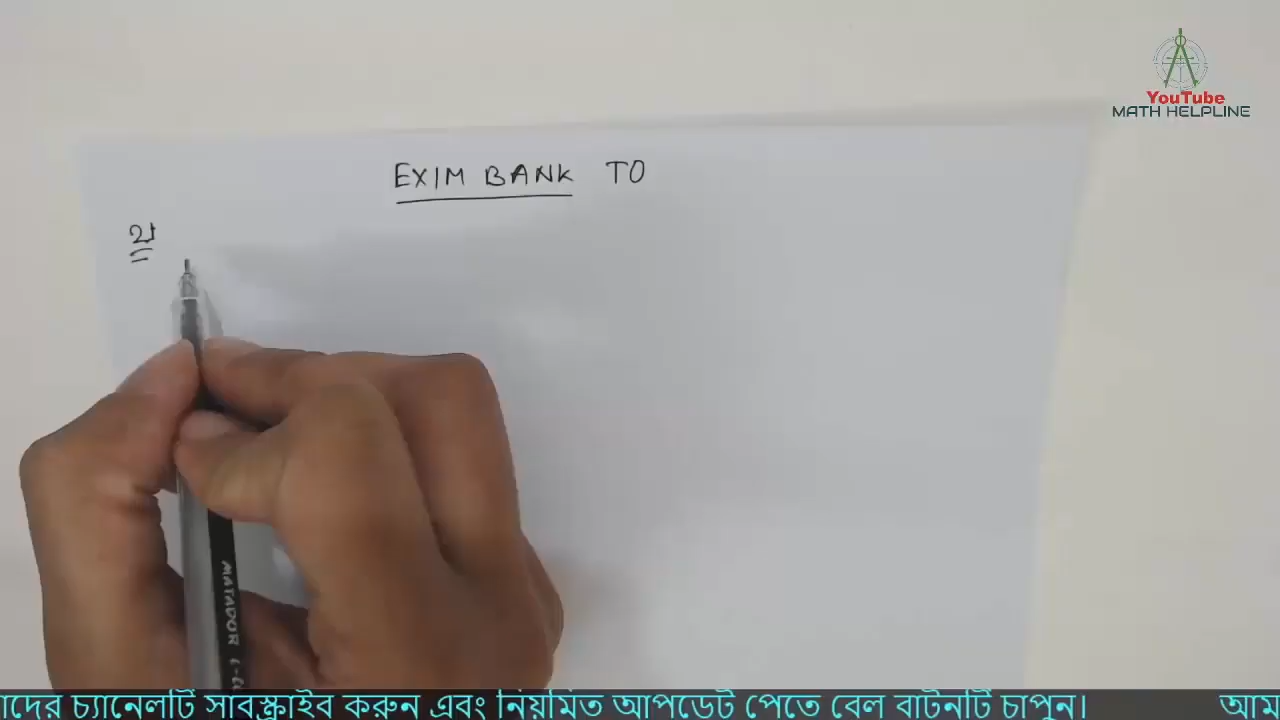 YouTube
MATH HELPLINE
EXIM BANK TO
MATADOR
াদের চ্যানেলটি সাবস্ক্রাইব করুন এবং নিয়মিত আপডেট পেতে বেল বাটনটি চাপুন। আম